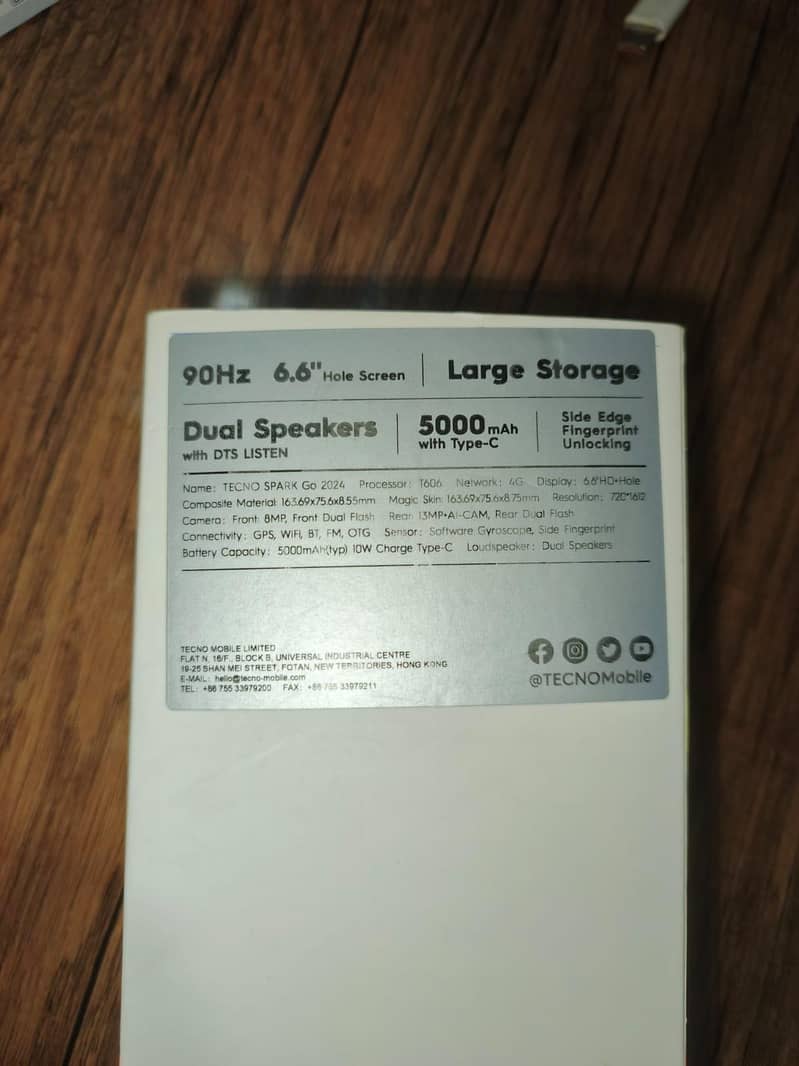 90Hz 6.6" Hole Screen Large Storage
Dual Speakers with DTS LISTEN
5000mAh with Type-C
Side Edge Fingerprint Unlocking
Name: TECNO SPARK Go 2024 Processor: T606 Network: 4G Display: 6.6"HD+Hole
Composite Material: 163.69x75.6x8.55mm Magic Skin: 163.69x75.6x8.75mm Resolution: 720*1612
Camera: Front: 8MP, Front Dual Flash Rear: 13MP+AI-CAM, Rear Dual Flash
Connectivity: GPS, WIFI, BT, FM, OTG Sensor: Software Gyroscope, Side Fingerprint
Battery Capacity: 5000mAh(typ) 10W Charge Type-C Loudspeaker: Dual Speakers
TECNO MOBILE LIMITED
FLAT N, 16/F., BLOCK B, UNIVERSAL INDUSTRIAL CENTRE
19-25 SHAN MEI STREET, FOTAN, NEW TERRITORIES, HONG KONG
E-MAIL: hello@tecno-mobile.com
TEL: +86 755 33979200 FAX: +86 755 33979211
@TECNOMobile